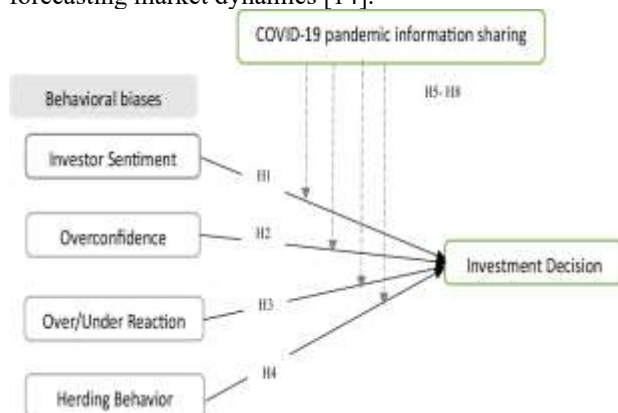 forecasting market dynamics [14].
COVID-19 pandemic information sharing
H5- H8
Behavioral biases
Investor Sentiment
H1
Overconfidence
H2
Investment Decision
Over/Under Reaction
H3
H4
Herding Behavior